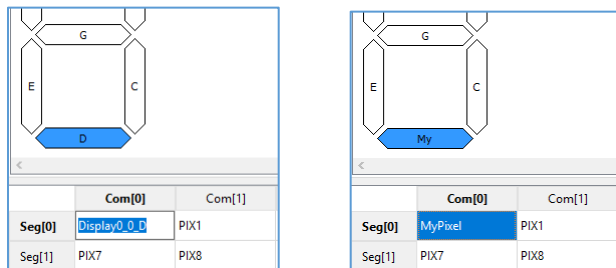 G
E C
D
Com[0] Com[1]
Seg[0] Display0_0_D PIX1
Seg[1] PIX7 PIX8
G
E C
My
Com[0] Com[1]
Seg[0] MyPixel PIX1
Seg[1] PIX7 PIX8